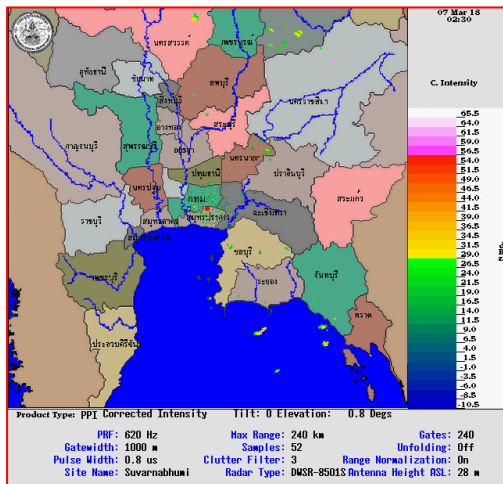 07 Mar 18
02:30
C. Intensity
นครสวรรค์
เพชรบูรณ์
อุทัยธานี
ชัยนาท
ลพบุรี
สิงห์บุรี
นครราชสีมา
อ่างทอง
สระบุรี
กาญจนบุรี
สุพรรณบุรี
อยุธยา
นครนายก
ปราจีนบุรี
ปทุมธานี
นครปฐม
กทม.
สระแก้ว
ราชบุรี
สมุทรสาคร
สมุทรปราการ
ฉะเชิงเทรา
ชลบุรี
เพชรบุรี
ระยอง
จันทบุรี
ตราด
65.5
64.0
62.5
61.0
59.5
58.0
56.5
54.0
51.5
49.0
46.5
44.0
41.5
39.0
36.5
34.0
31.5
29.0
26.5
24.0
21.5
19.0
16.5
14.0
11.5
9.0
6.5
4.0
1.5
-1.0
-3.5
-6.0
-8.5
-10.5
Product Type: PPI Corrected Intensity Tilt: 0 Elevation: 0.8 Degs
PRF: 620 Hz Max Range: 240 km Gates: 240
Gatewidth: 1000 m Samples: 52 Unfolding: Off
Pulse Width: 0.8 us Clutter Filter: 3 Range Normalization: On
Site Name: Suvarnabhumi Radar Type: DWSR-8501S Antenna Height ASL: 28 m